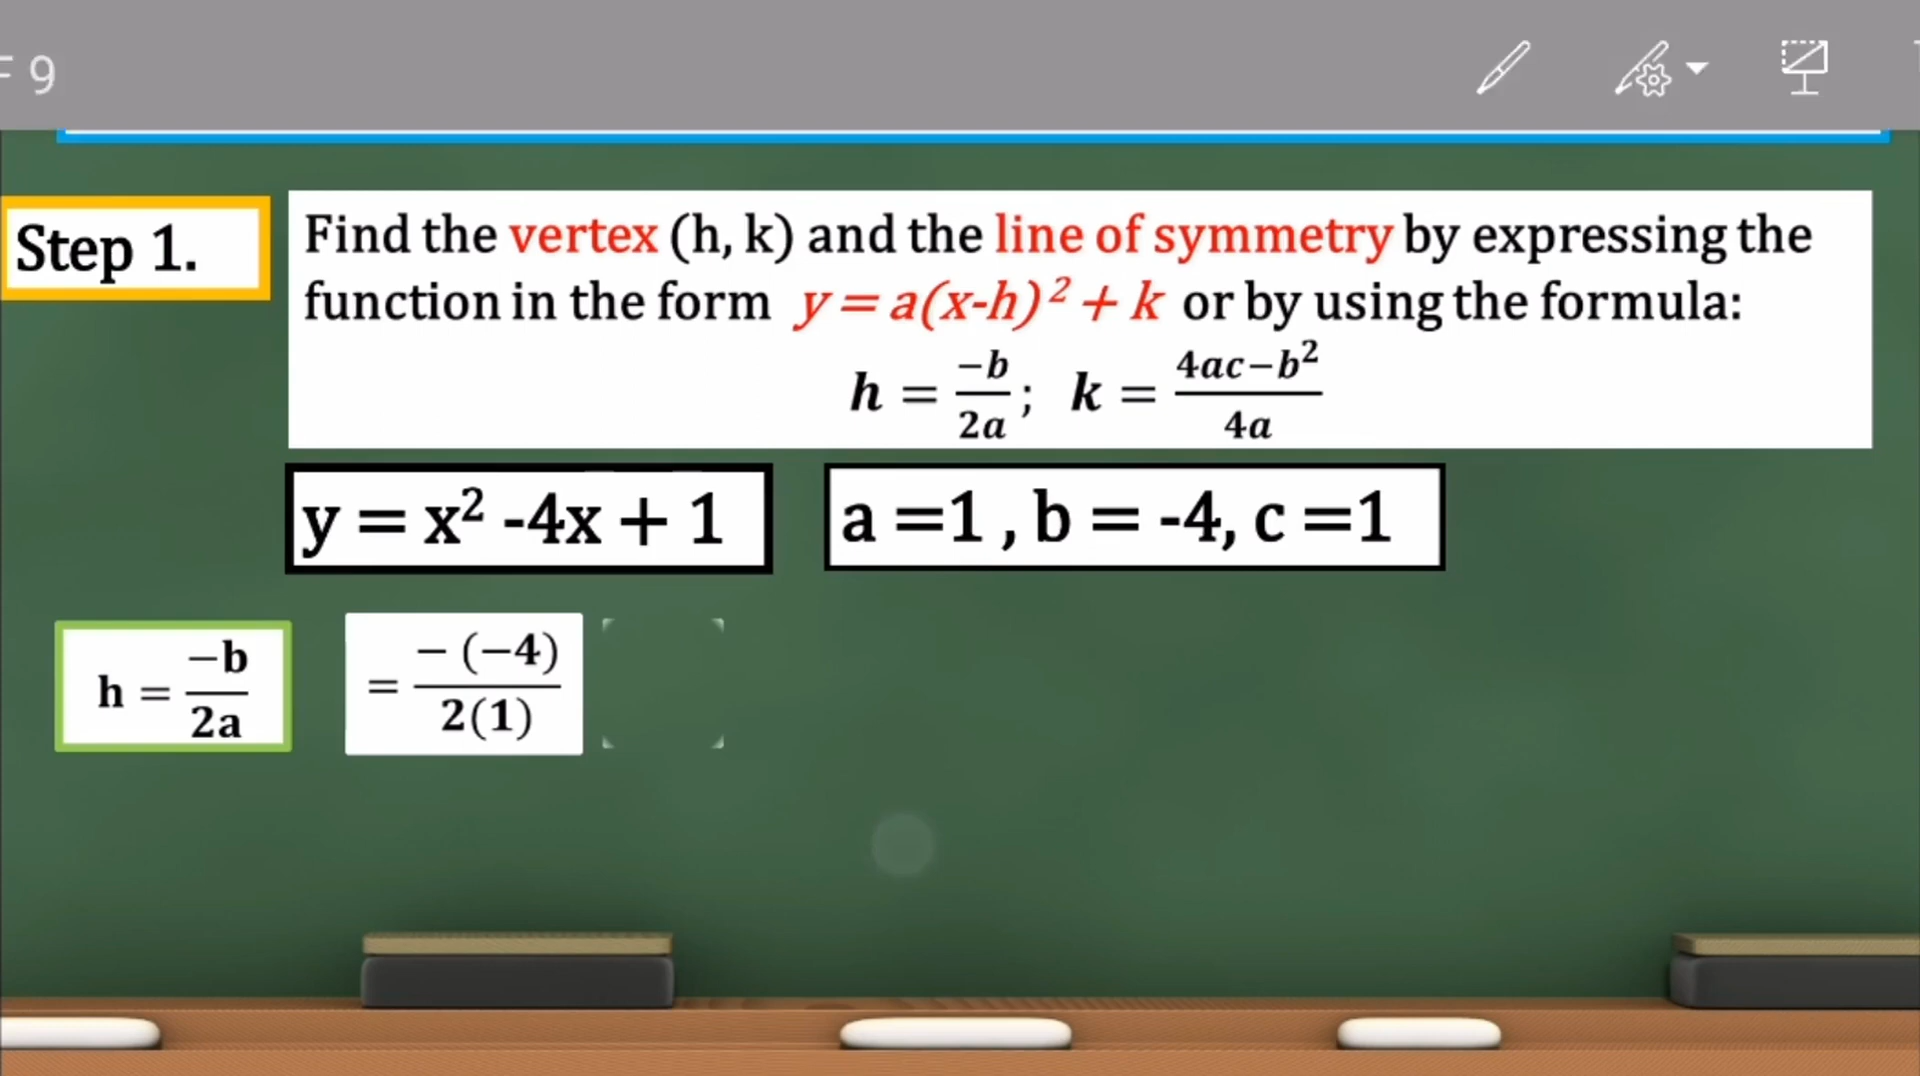 F 9
Step 1.
Find the vertex (h, k) and the line of symmetry by expressing the
function in the form y = a(x-h)² + k or by using the formula:
h = −b/2a; k = 4ac−b²/4a
y = x² -4x + 1
a =1 , b = -4, c =1
h = −b/2a
= − (−4)/2(1)